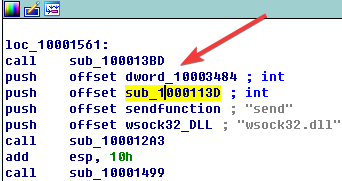 loc_10001561:
call sub_100013BD
push offset dword_10003484 ; int
push offset sub_1000113D ; int
push offset sendfunction ; "send"
push offset wsock32_DLL ; "wsock32.dll"
call sub_100012A3
add esp, 10h
call sub_10001499